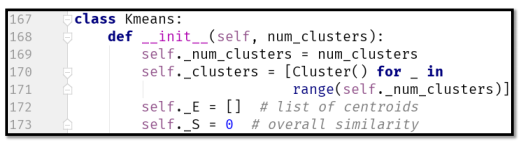 167 class Kmeans:
168 def __init__(self, num_clusters):
169 self._num_clusters = num_clusters
170 self._clusters = [Cluster() for _ in
171 range(self._num_clusters)]
172 self._E = [] # list of centroids
173 self._S = 0 # overall similarity